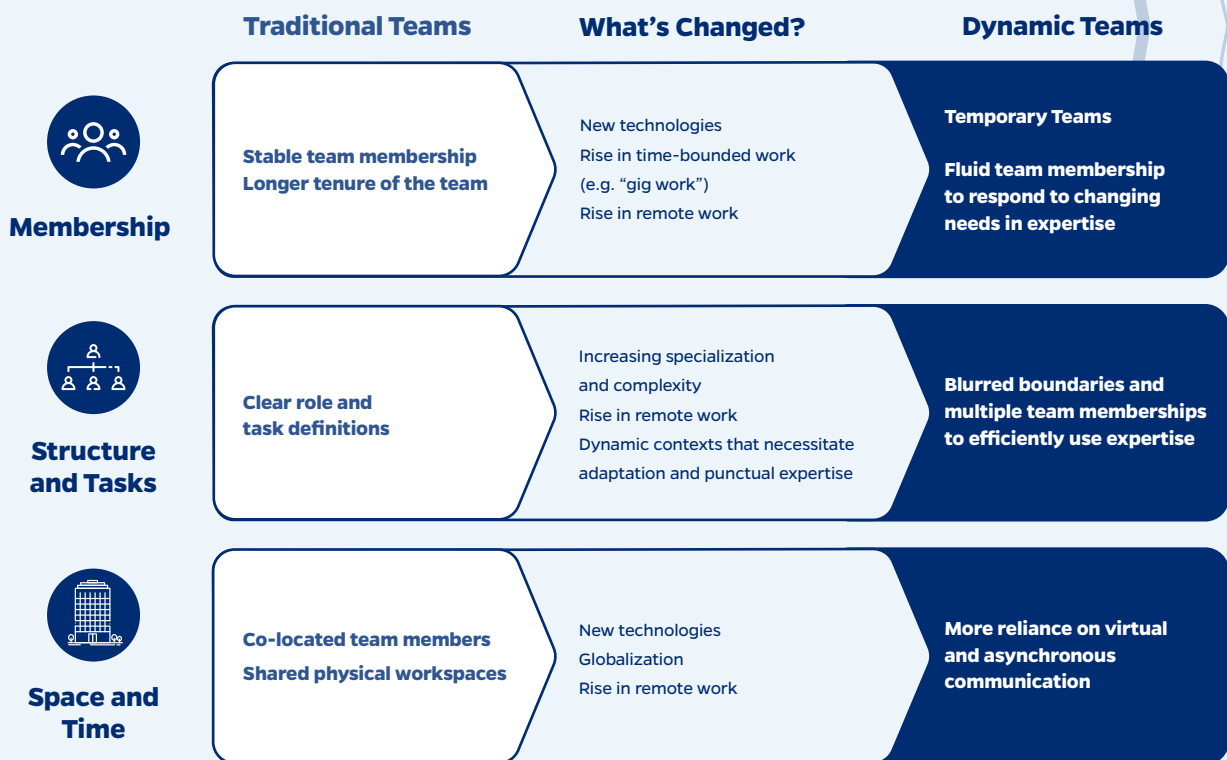 Traditional Teams
What's Changed?
Dynamic Teams
Membership
Stable team membership
Longer tenure of the team
New technologies
Rise in time-bounded work
(e.g. “gig work”)
Rise in remote work
Temporary Teams
Fluid team membership
to respond to changing
needs in expertise
Structure
and Tasks
Clear role and
task definitions
Increasing specialization
and complexity
Rise in remote work
Dynamic contexts that necessitate
adaptation and punctual expertise
Blurred boundaries and
multiple team memberships
to efficiently use expertise
Space and
Time
Co-located team members
Shared physical workspaces
New technologies
Globalization
Rise in remote work
More reliance on virtual
and asynchronous
communication